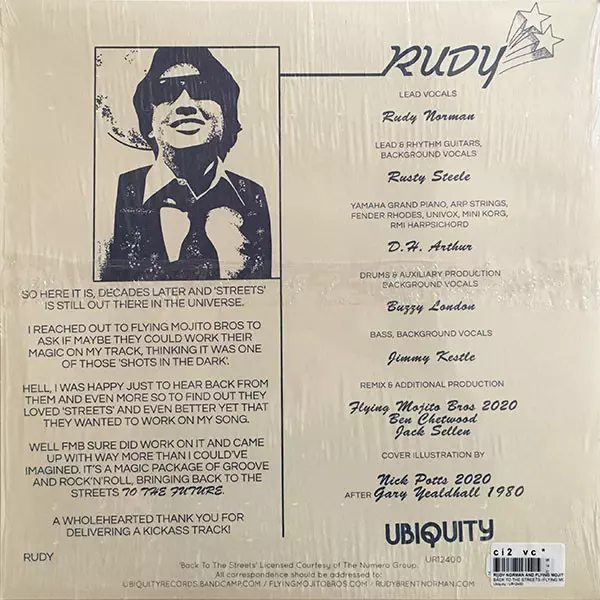 RUDY
LEAD VOCALS
Rudy Norman
LEAD & RHYTHM GUITARS,
BACKGROUND VOCALS
Rusty Steele
YAMAHA GRAND PIANO, ARP STRINGS,
FENDER RHODES, UNIVOX, MINI KORG,
RMI HARPSICHORD
D.H. Arthur
DRUMS & AUXILIARY PRODUCTION
BACKGROUND VOCALS
Buzzy London
BASS, BACKGROUND VOCALS
Jimmy Kestle
REMIX & ADDITIONAL PRODUCTION
Flying Mojito Bros 2020
Ben Chetwood
Jack Sellen
COVER ILLUSTRATION BY
Nick Potts 2020
AFTER Gary Yealdhall 1980
SO HERE IT IS, DECADES LATER AND 'STREETS'
IS STILL OUT THERE IN THE UNIVERSE.
I REACHED OUT TO FLYING MOJITO BROS TO
ASK IF MAYBE THEY COULD WORK THEIR
MAGIC ON MY TRACK, THINKING IT WAS ONE
OF THOSE 'SHOTS IN THE DARK'.
HELL, I WAS HAPPY JUST TO HEAR BACK FROM
THEM AND EVEN MORE SO TO FIND OUT THEY
LOVED 'STREETS' AND EVEN BETTER YET THAT
THEY WANTED TO WORK ON MY SONG.
WELL FMB SURE DID WORK ON IT AND CAME
UP WITH WAY MORE THAN I COULD'VE
IMAGINED. IT'S A MAGIC PACKAGE OF GROOVE
AND ROCK'N'ROLL, BRINGING BACK TO THE
STREETS TO THE FUTURE.
A WHOLEHEARTED THANK YOU FOR
DELIVERING A KICKASS TRACK!
RUDY
UBIQUITY
UR12400
'Back To The Streets' Licensed Courtesy of The Numero Group.
All correspondence should be addressed to:
UBIQUITYRECORDS.BANDCAMP.COM / FLYINGMOJITOBROS.COM / RUDYBRENTNORMAN.COM
ci2 vc *
RUDY NORMAN AND FLYING MOJIT
BACK TO THE STREETS (FLYING M
Ubiquity / UR12400